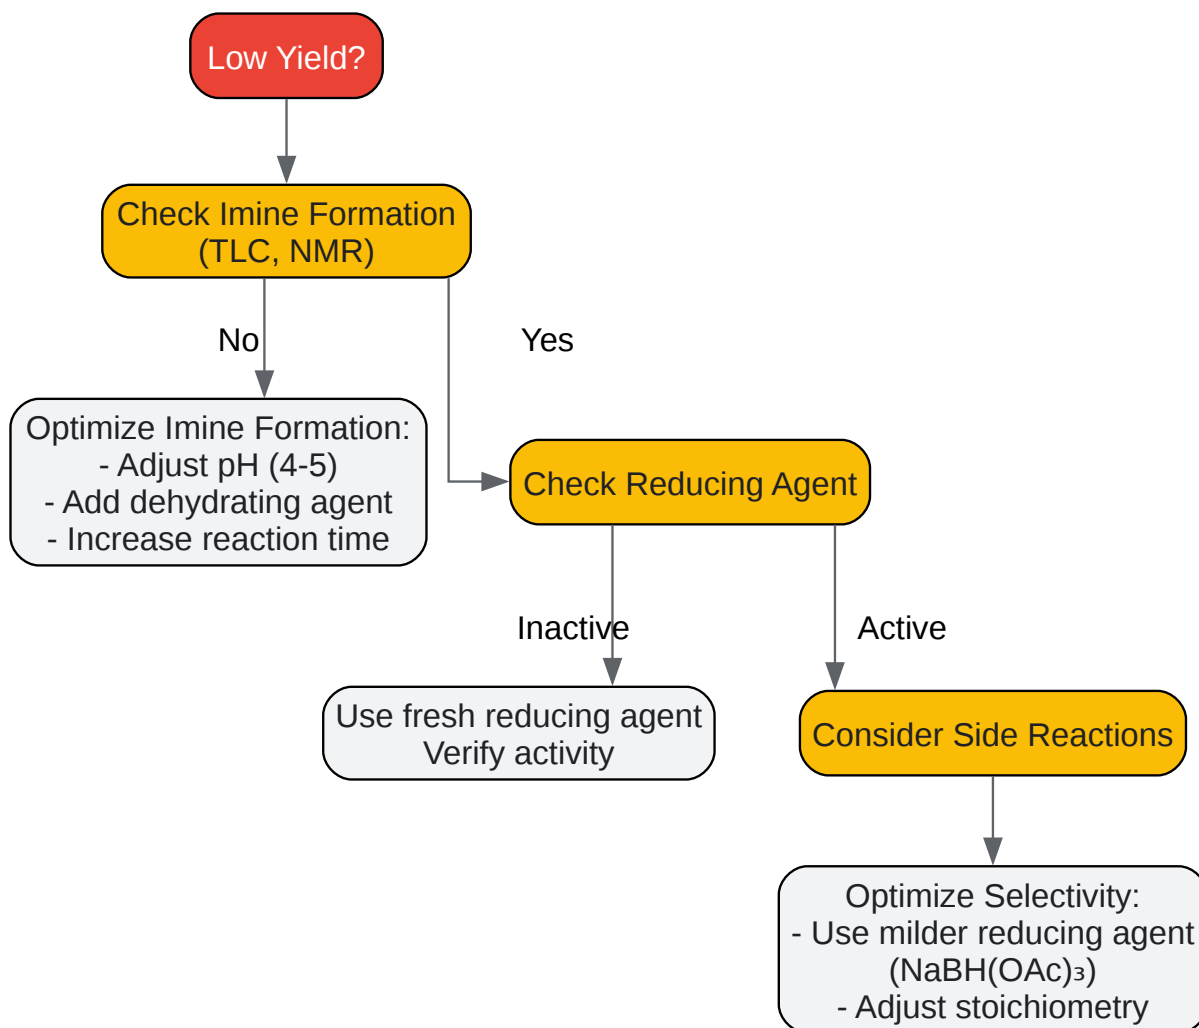 Low Yield?
Check Imine Formation
(TLC, NMR)
No
Yes
Optimize Imine Formation:
- Adjust pH (4-5)
- Add dehydrating agent
- Increase reaction time
Check Reducing Agent
Inactive
Active
Use fresh reducing agent
Verify activity
Consider Side Reactions
Optimize Selectivity:
- Use milder reducing agent
(NaBH(OAc)₃)
- Adjust stoichiometry